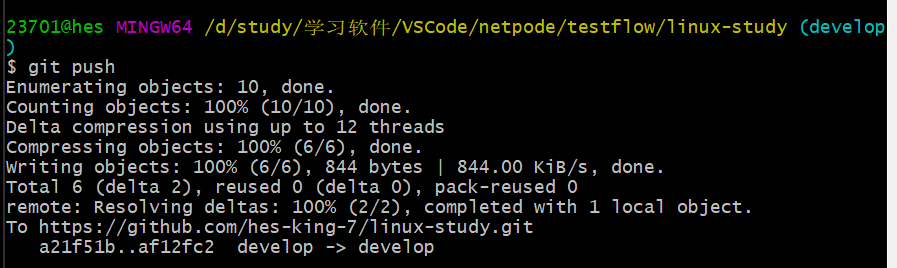 23701@hes MINGW64 /d/study/学习软件/VSCode/netpode/testflow/linux-study (develop
)
$ git push
Enumerating objects: 10, done.
Counting objects: 100% (10/10), done.
Delta compression using up to 12 threads
Compressing objects: 100% (6/6), done.
Writing objects: 100% (6/6), 844 bytes | 844.00 KiB/s, done.
Total 6 (delta 2), reused 0 (delta 0), pack-reused 0
remote: Resolving deltas: 100% (2/2), completed with 1 local object.
To https://github.com/hes-king-7/linux-study.git
   a21f51b..af12fc2  develop -> develop